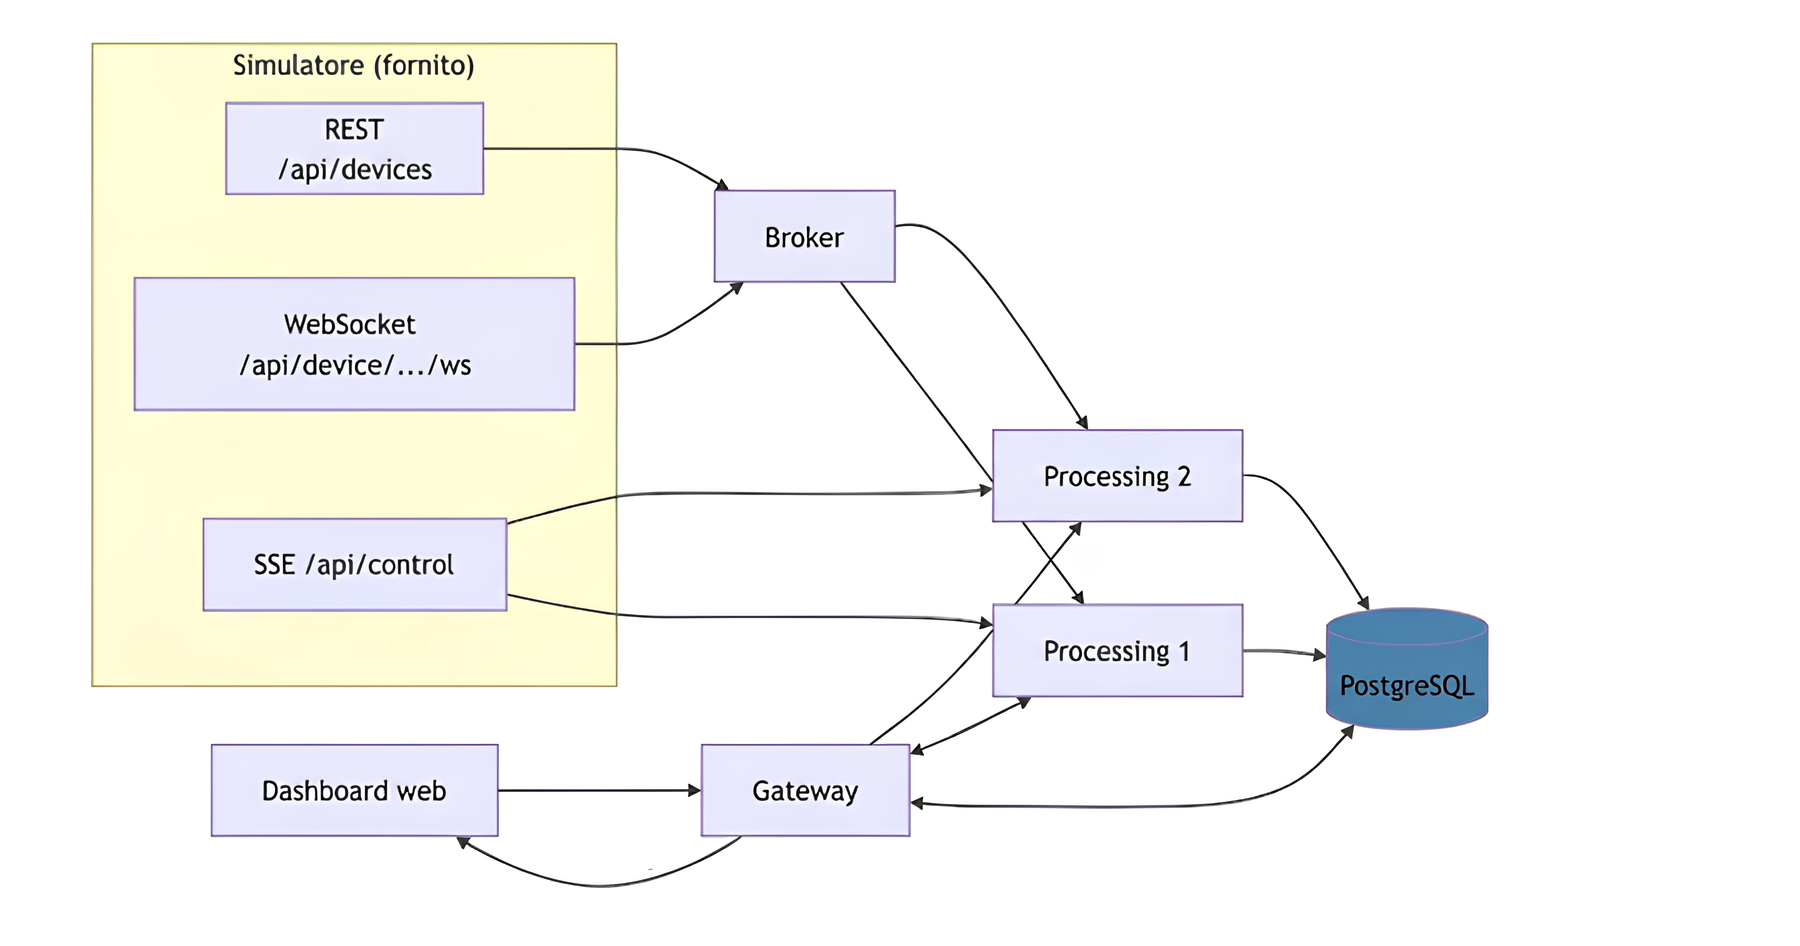 Simulatore (fornito)
REST
/api/devices
Broker
WebSocket
/api/device/.../ws
Processing 2
SSE /api/control
Processing 1
PostgreSQL
Dashboard web
Gateway